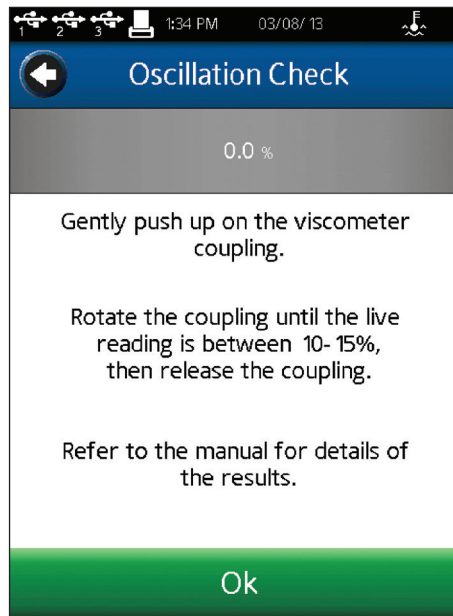 1 2 3 1:34 PM 03/08/13 F
Oscillation Check
0.0 %
Gently push up on the viscometer
coupling.
Rotate the coupling until the live
reading is between 10-15%,
then release the coupling.
Refer to the manual for details of
the results.
Ok